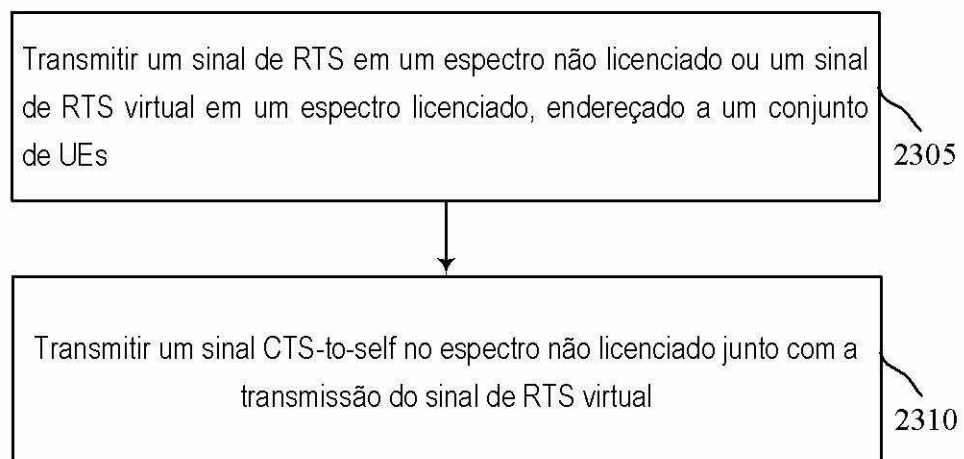 Transmitir um sinal de RTS em um espectro não licenciado ou um sinal
de RTS virtual em um espectro licenciado, endereçado a um conjunto
de UEs
2305
Transmitir um sinal CTS-to-self no espectro não licenciado junto com a
transmissão do sinal de RTS virtual
2310